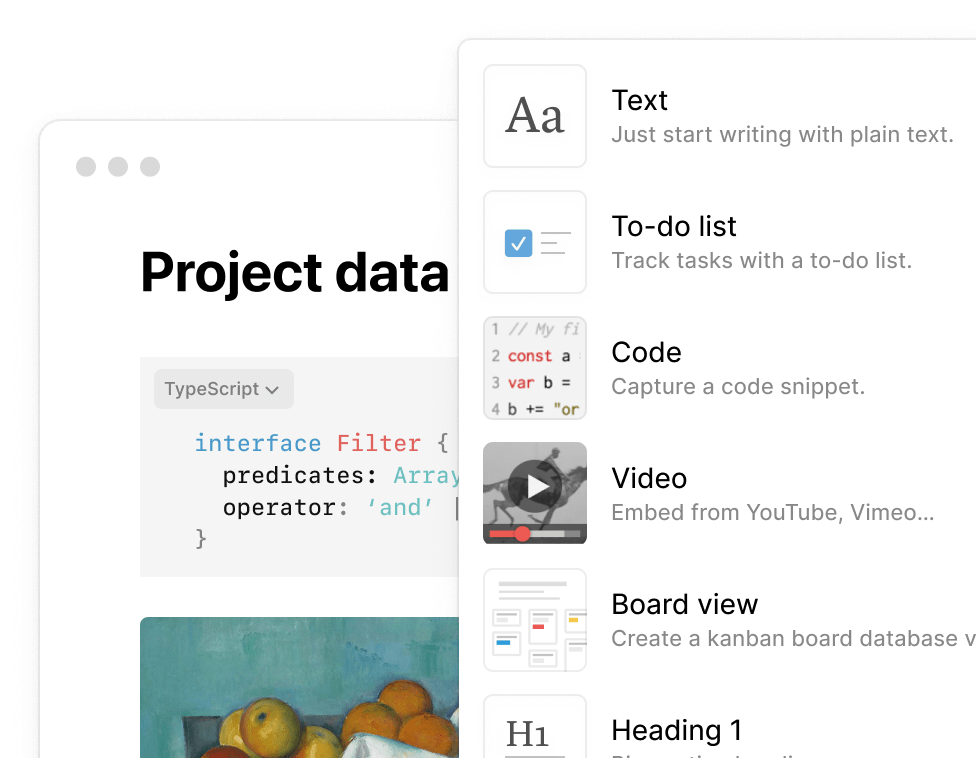 Project data
TypeScript
interface Filter {
predicates: Array
operator: ‘and’ |
}
Aa
Text
Just start writing with plain text.
To-do list
Track tasks with a to-do list.
1 // My fi
2 const a
3 var b =
4 b += "or
Code
Capture a code snippet.
Video
Embed from YouTube, Vimeo...
Board view
Create a kanban board database v
H1
Heading 1